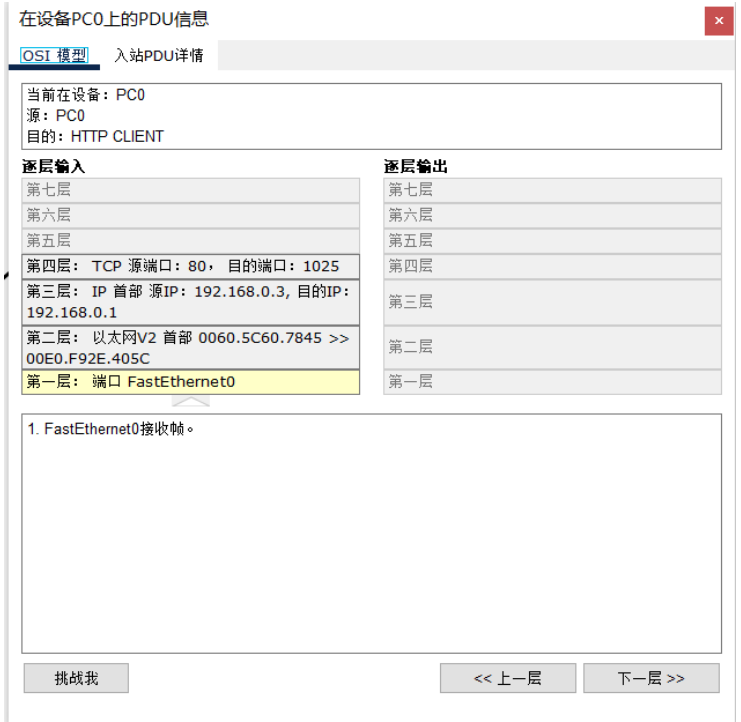 在设备PC0上的PDU信息
×
OSI 模型 入站PDU详情
当前在设备：PC0
源：PC0
目的：HTTP CLIENT
逐层输入
第七层
第六层
第五层
第四层： TCP 源端口：80， 目的端口：1025
第三层： IP 首部 源IP：192.168.0.3, 目的IP：
192.168.0.1
第二层： 以太网V2 首部 0060.5C60.7845 >>
00E0.F92E.405C
第一层： 端口 FastEthernet0
逐层输出
第七层
第六层
第五层
第四层
第三层
第二层
第一层
1. FastEthernet0接收帧。
挑战我
<< 上一层
下一层 >>